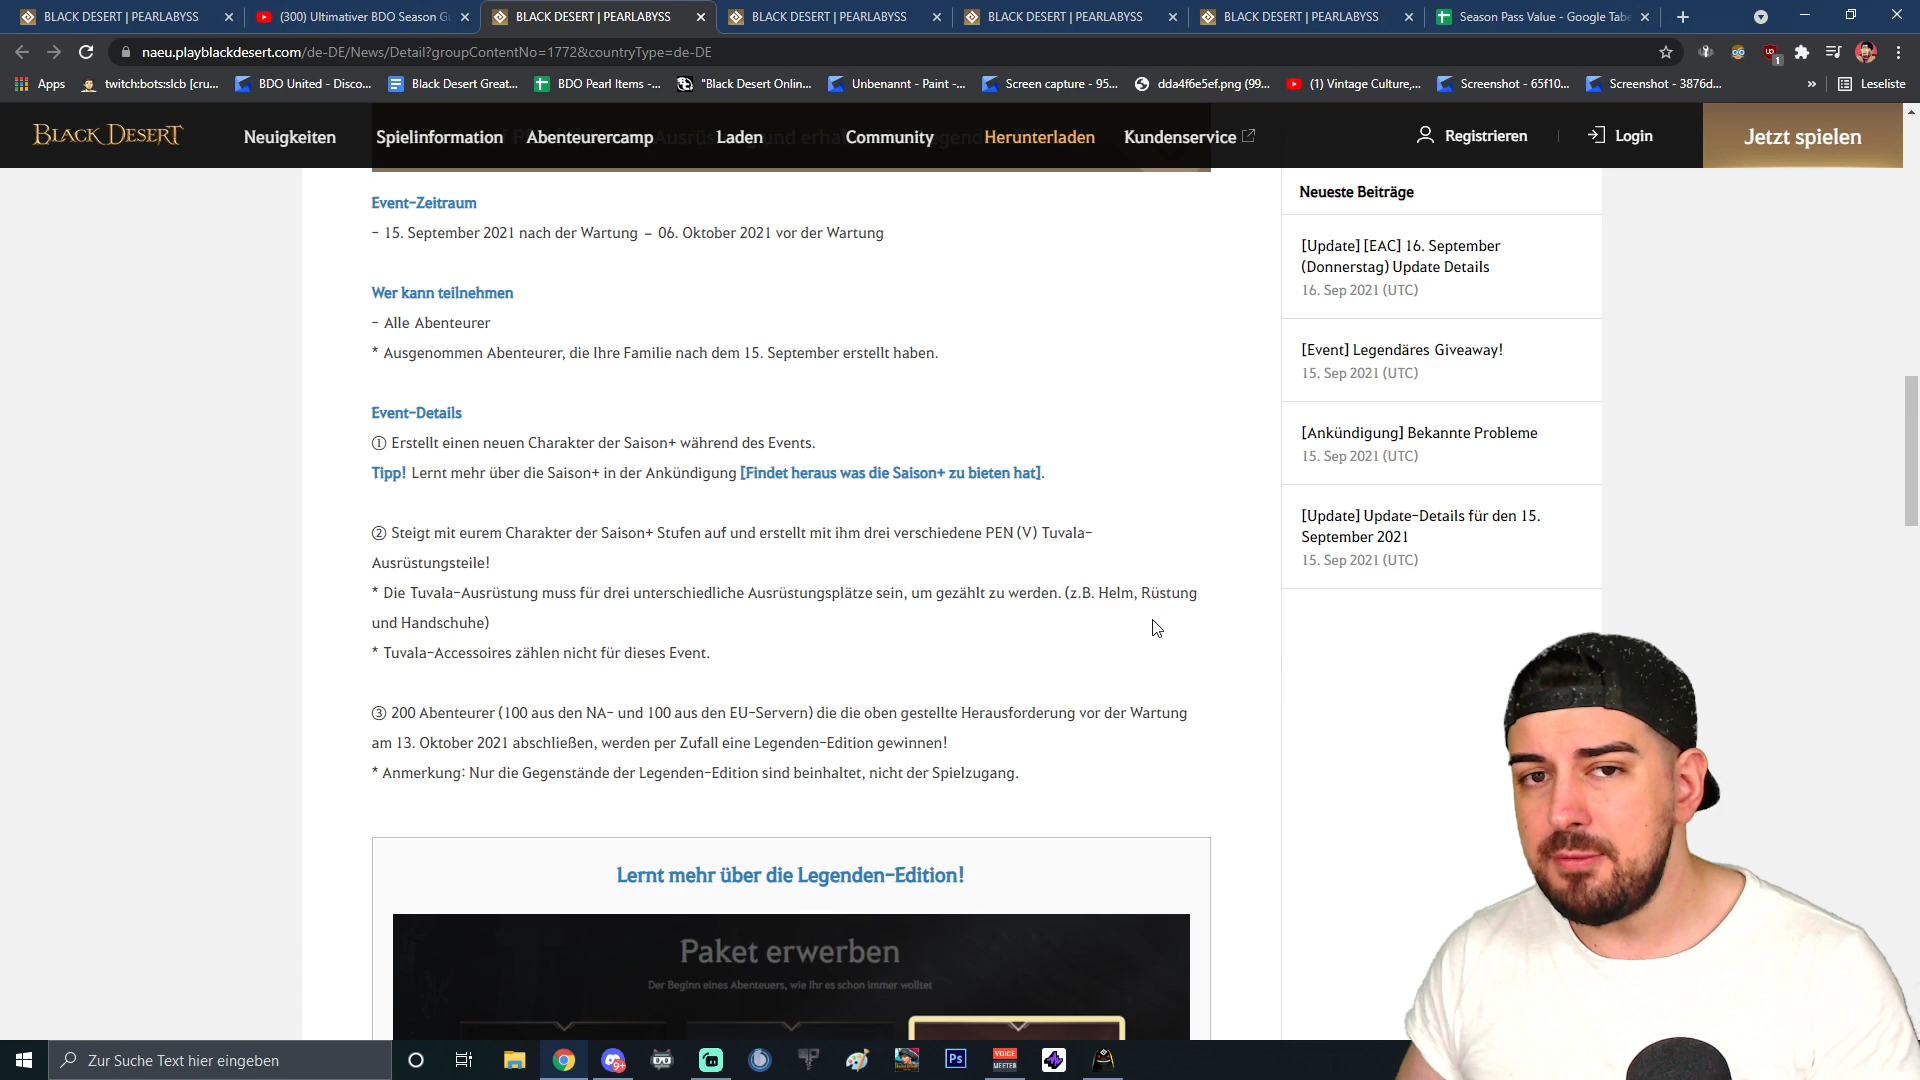 BLACK DESERT | PEARLABYSS
(300) Ultimativer BDO Season G
BLACK DESERT | PEARLABYSS
BLACK DESERT | PEARLABYSS
BLACK DESERT | PEARLABYSS
BLACK DESERT | PEARLABYSS
Season Pass Value - Google Tabe
naeu.playblackdesert.com/de-DE/News/Detail?groupContentNo=1772&countryType=de-DE
Apps
twitch:bots:slcb [cru...
BDO United - Disco...
Black Desert Great...
BDO Pearl Items -...
"Black Desert Onlin...
Unbenannt - Paint -...
Screen capture - 95...
dda4f6e5ef.png (99...
(1) Vintage Culture,...
Screenshot - 65f10...
Screenshot - 3876d...
»
Leseliste
BLACK DESERT
Neuigkeiten
Spielinformation
Abenteurercamp
Laden
Community
Herunterladen
Kundenservice
Registrieren
Login
Jetzt spielen
Event-Zeitraum
- 15. September 2021 nach der Wartung – 06. Oktober 2021 vor der Wartung
Wer kann teilnehmen
- Alle Abenteurer
* Ausgenommen Abenteurer, die Ihre Familie nach dem 15. September erstellt haben.
Event-Details
① Erstellt einen neuen Charakter der Saison+ während des Events.
Tipp! Lernt mehr über die Saison+ in der Ankündigung [Findet heraus was die Saison+ zu bieten hat].
② Steigt mit eurem Charakter der Saison+ Stufen auf und erstellt mit ihm drei verschiedene PEN (V) Tuvala-
Ausrüstungsteile!
* Die Tuvala-Ausrüstung muss für drei unterschiedliche Ausrüstungsplätze sein, um gezählt zu werden. (z.B. Helm, Rüstung
und Handschuhe)
* Tuvala-Accessoires zählen nicht für dieses Event.
③ 200 Abenteurer (100 aus den NA- und 100 aus den EU-Servern) die die oben gestellte Herausforderung vor der Wartung
am 13. Oktober 2021 abschließen, werden per Zufall eine Legenden-Edition gewinnen!
* Anmerkung: Nur die Gegenstände der Legenden-Edition sind beinhaltet, nicht der Spielzugang.
Lernt mehr über die Legenden-Edition!
Paket erwerben
Der Beginn eines Abenteuers, wie Ihr es schon immer wolltet
Neueste Beiträge
[Update] [EAC] 16. September
(Donnerstag) Update Details
16. Sep 2021 (UTC)
[Event] Legendäres Giveaway!
15. Sep 2021 (UTC)
[Ankündigung] Bekannte Probleme
15. Sep 2021 (UTC)
[Update] Update-Details für den 15.
September 2021
15. Sep 2021 (UTC)
Zur Suche Text hier eingeben
9+
Ps
VOICE
MEETER